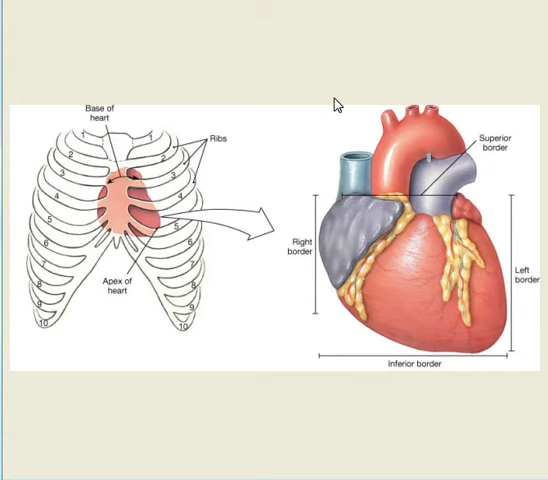 Base of
heart
Ribs
1
1
2
2
3
3
4
4
5
5
6
6
7
7
8
8
9
9
10
10
Apex of
heart
Superior
border
Right
border
Left
border
Inferior border